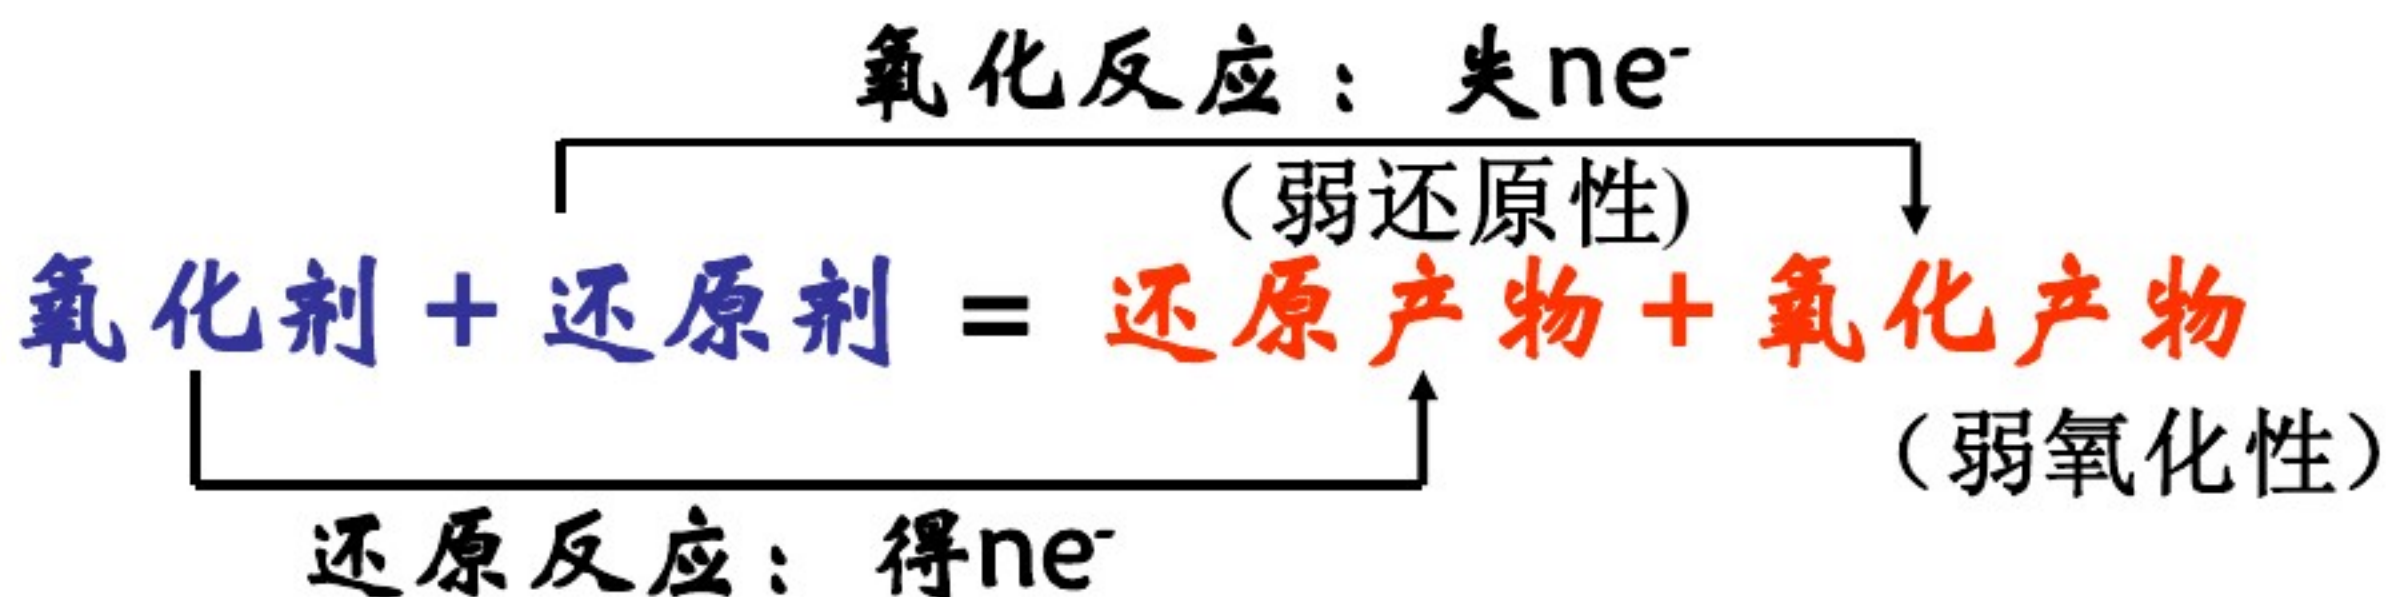 氧化反应：失ne-
（弱还原性)
氧化剂+还原剂=还原产物+氧化产物
（弱氧化性）
还原反应：得ne-